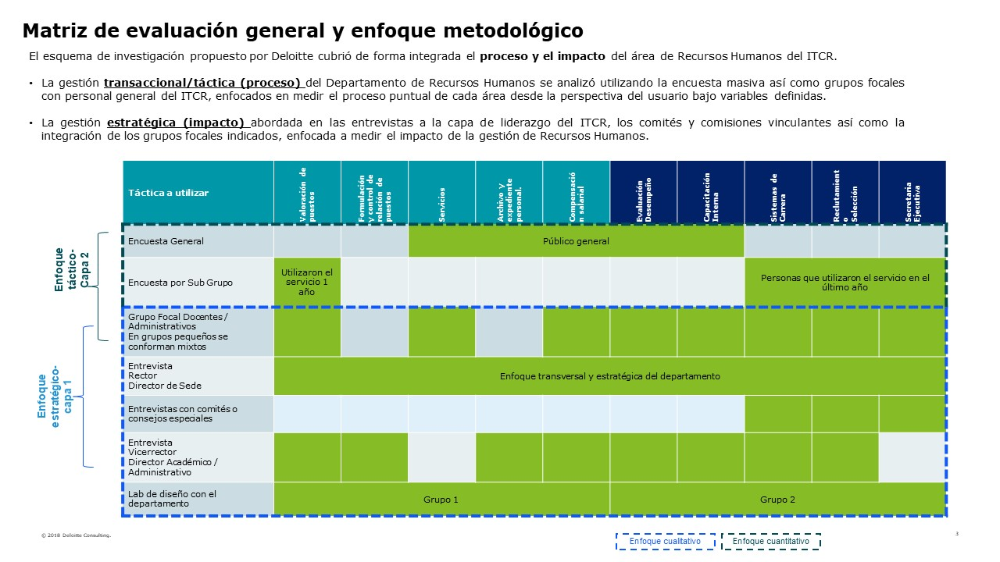 Matriz de evaluación general y enfoque metodológico
El esquema de investigación propuesto por Deloitte cubrió de forma integrada el proceso y el impacto del área de Recursos Humanos del ITCR.
• La gestión transaccional/táctica (proceso) del Departamento de Recursos Humanos se analizó utilizando la encuesta masiva así como grupos focales
con personal general del ITCR, enfocados en medir el proceso puntual de cada área desde la perspectiva del usuario bajo variables definidas.
• La gestión estratégica (impacto) abordada en las entrevistas a la capa de liderazgo del ITCR, los comités y comisiones vinculantes así como la
integración de los grupos focales indicados, enfocada a medir el impacto de la gestión de Recursos Humanos.
Táctica a utilizar
Valoración de
puestos
Formulación
y control de
relación de
puestos
Servicios
Archivo y
expediente
personal.
Compensació
n salarial
Evaluación
Desempeño
Capacitación
Interna
Sistemas de
Carrera
Reclutamient
o
Selección
Secretaria
Ejecutiva
Enfoque
táctico-
Capa 2
Encuesta General
Público general
Encuesta por Sub Grupo
Utilizaron el
servicio 1
año
Personas que utilizaron el servicio en el
último año
Enfoque
estratégico-
capa 1
Grupo Focal Docentes /
Administrativos
En grupos pequeños se
conforman mixtos
Entrevista
Rector
Director de Sede
Enfoque transversal y estratégica del departamento
Entrevistas con comités o
consejos especiales
Entrevista
Vicerrector
Director Académico /
Administrativo
Lab de diseño con el
departamento
Grupo 1
Grupo 2
© 2018 Deloitte Consulting.
Enfoque cualitativo
Enfoque cuantitativo
3